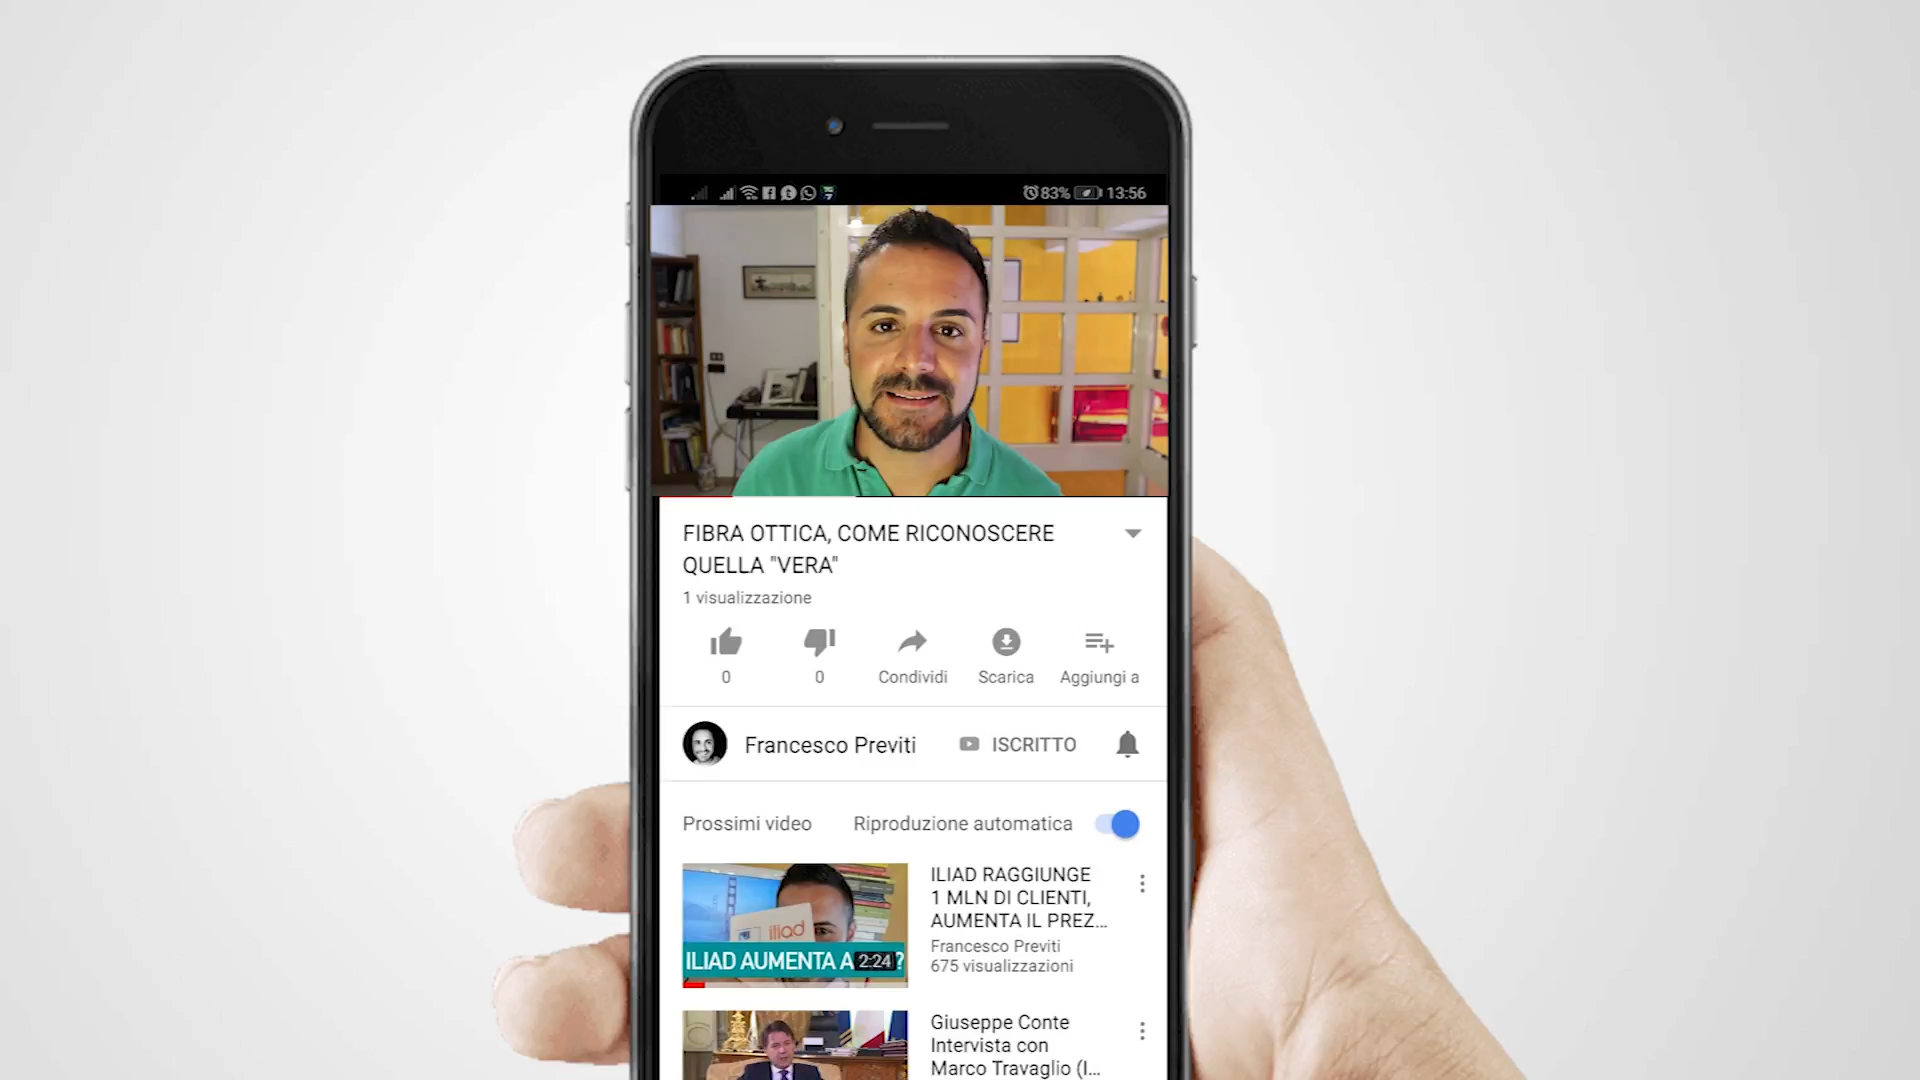 83% 13:56
FIBRA OTTICA, COME RICONOSCERE
QUELLA "VERA"
1 visualizzazione
0
0
Condividi
Scarica
Aggiungi a
Francesco Previti
ISCRITTO
Prossimi video
Riproduzione automatica
iliad
ILIAD AUMENTA A
2:24
?
ILIAD RAGGIUNGE
1 MLN DI CLIENTI,
AUMENTA IL PREZ...
Francesco Previti
675 visualizzazioni
Giuseppe Conte
Intervista con
Marco Travaglio (I...